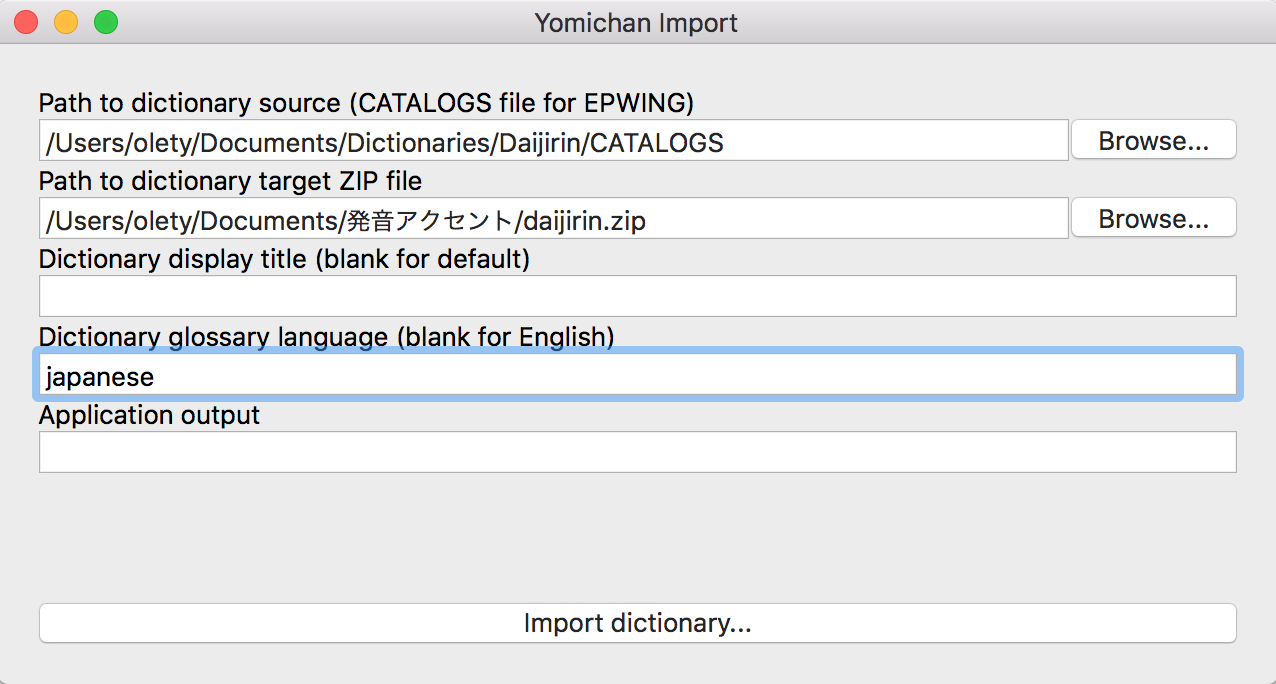 Yomichan Import
Path to dictionary source (CATALOGS file for EPWING)
/Users/olety/Documents/Dictionaries/Daijirin/CATALOGS
Browse...
Path to dictionary target ZIP file
/Users/olety/Documents/発音アクセント/daijirin.zip
Browse...
Dictionary display title (blank for default)
Dictionary glossary language (blank for English)
japanese
Application output
Import dictionary...